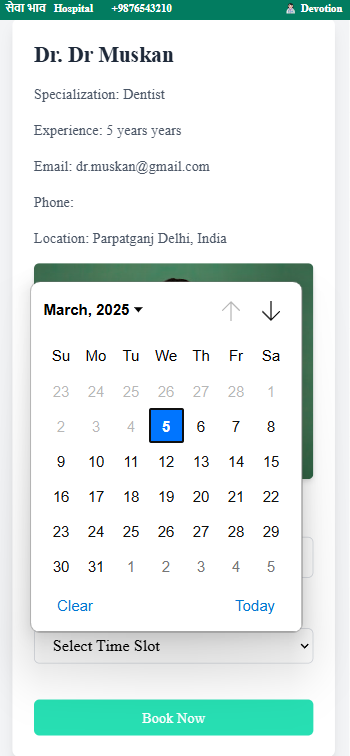 सेवा भाव Hospital +9876543210 Devotion
Dr. Dr Muskan
Specialization: Dentist
Experience: 5 years years
Email: dr.muskan@gmail.com
Phone:
Location: Parpatganj Delhi, India
March, 2025
Su Mo Tu We Th Fr Sa
23 24 25 26 27 28 1
2 3 4 5 6 7 8
9 10 11 12 13 14 15
16 17 18 19 20 21 22
23 24 25 26 27 28 29
30 31 1 2 3 4 5
Clear Today
Select Time Slot
Book Now